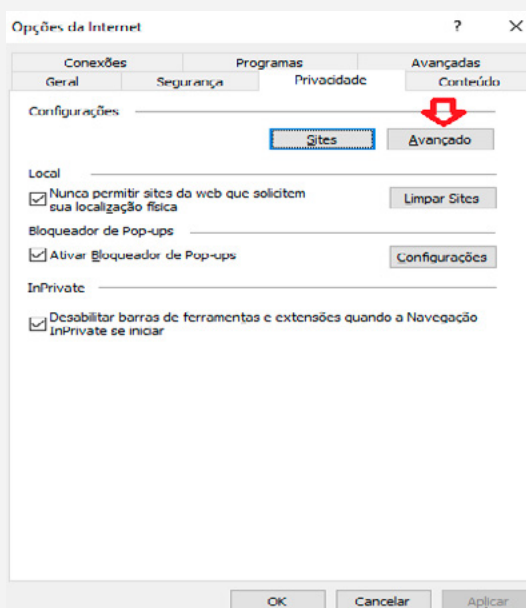 Opções da Internet ? ×
Conexões Programas Avançadas
Geral Segurança Privacidade Conteúdo
Configurações
Sites Avançado
Local
Nunca permitir sites da web que solicitem
sua localização física
Limpar Sites
Bloqueador de Pop-ups
Ativar Bloqueador de Pop-ups
Configurações
InPrivate
Desabilitar barras de ferramentas e extensões quando a Navegação
InPrivate se iniciar
OK Cancelar Aplicar